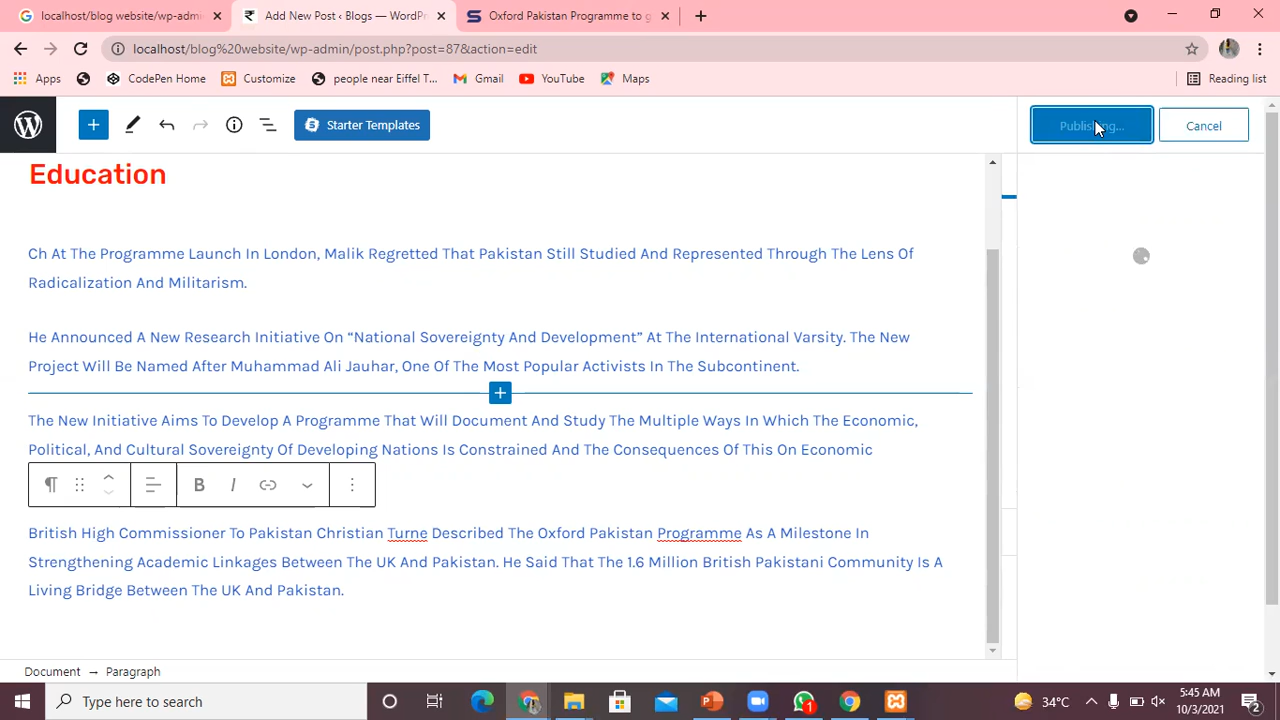 localhost/blog website/wp-admi
Add New Post ‹ Blogs — WordPr
Oxford Pakistan Programme to g
localhost/blog%20website/wp-admin/post.php?post=87&action=edit
Apps
CodePen Home
Customize
people near Eiffel T...
Gmail
YouTube
Maps
Reading list
Starter Templates
Publishing...
Cancel
Education
Ch At The Programme Launch In London, Malik Regretted That Pakistan Still Studied And Represented Through The Lens Of
Radicalization And Militarism.
He Announced A New Research Initiative On “National Sovereignty And Development” At The International Varsity. The New
Project Will Be Named After Muhammad Ali Jauhar, One Of The Most Popular Activists In The Subcontinent.
The New Initiative Aims To Develop A Programme That Will Document And Study The Multiple Ways In Which The Economic,
Political, And Cultural Sovereignty Of Developing Nations Is Constrained And The Consequences Of This On Economic
B I
British High Commissioner To Pakistan Christian Turne Described The Oxford Pakistan Programme As A Milestone In
Strengthening Academic Linkages Between The UK And Pakistan. He Said That The 1.6 Million British Pakistani Community Is A
Living Bridge Between The UK And Pakistan.
Document → Paragraph
Type here to search
1
34°C
5:45 AM
10/3/2021
2